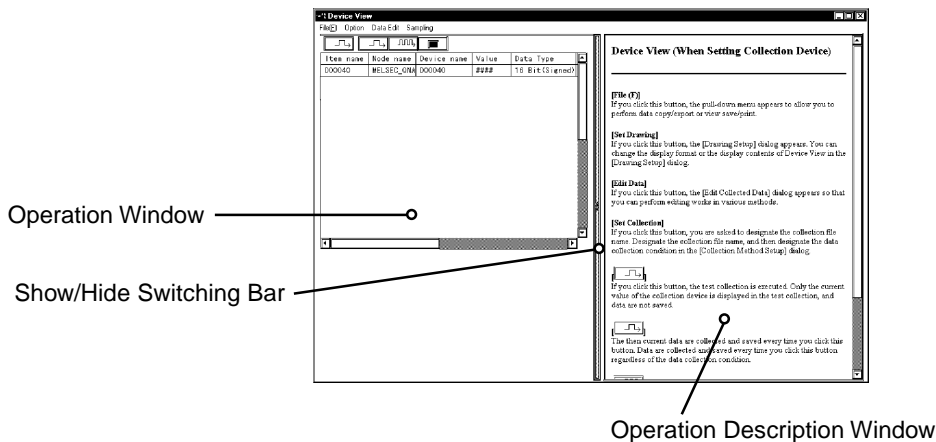 Device View
File(F) Option Data Edit Sampling
Item name Node name Device name Value Data Type
D00040 MELSEC_QNA D00040 #### 16 Bit(Signed)
Operation Window
Show/Hide Switching Bar
Device View (When Setting Collection Device)
[File (F)]
If you click this button, the pull-down menu appears to allow you to
perform data copy/export or view save/print.
[Set Drawing]
If you click this button, the [Drawing Setup] dialog appears. You can
change the display format or the display contents of Device View in the
[Drawing Setup] dialog.
[Edit Data]
If you click this button, the [Edit Collected Data] dialog appears so that
you can perform editing works in various methods.
[Set Collection]
If you click this button, you are asked to designate the collection file
name. Designate the collection file name, and then designate the data
collection condition in the [Collection Method Setup] dialog.
If you click this button, the test collection is executed. Only the current
value of the collection device is displayed in the test collection, and
data are not saved.
The then current data are collected and saved every time you click this
button. Data are collected and saved every time you click this button
regardless of the data collection condition.
Operation Description Window